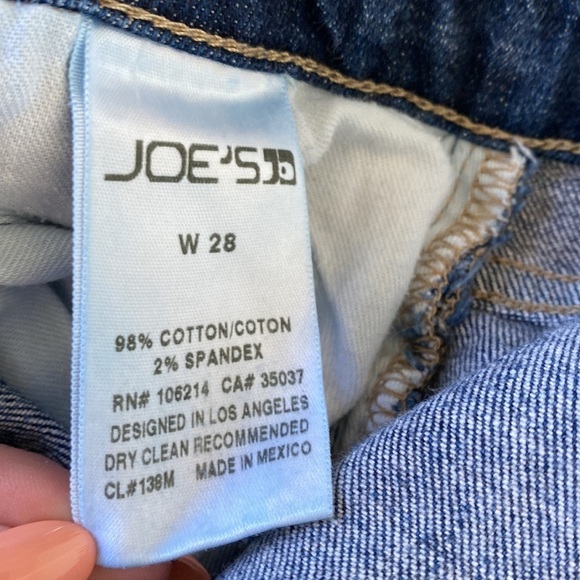 JOE'S
W 28
98% COTTON/COTON
2% SPANDEX
RN# 106214 CA# 35037
DESIGNED IN LOS ANGELES
DRY CLEAN RECOMMENDED
CL#138M MADE IN MEXICO